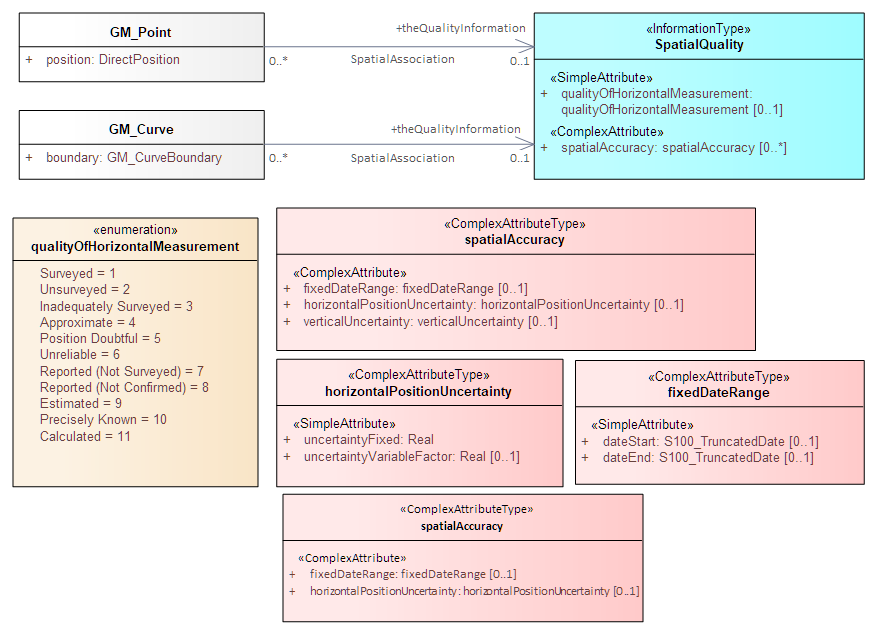 GM_Point
+ position: DirectPosition
+theQualityInformation
0..*
SpatialAssociation
0..1
«InformationType»
SpatialQuality
«SimpleAttribute»
+ qualityOfHorizontalMeasurement:
qualityOfHorizontalMeasurement [0..1]
«ComplexAttribute»
+ spatialAccuracy: spatialAccuracy [0..*]
GM_Curve
+ boundary: GM_CurveBoundary
+theQualityInformation
0..*
SpatialAssociation
0..1
«enumeration»
qualityOfHorizontalMeasurement
Surveyed = 1
Unsurveyed = 2
Inadequately Surveyed = 3
Approximate = 4
Position Doubtful = 5
Unreliable = 6
Reported (Not Surveyed) = 7
Reported (Not Confirmed) = 8
Estimated = 9
Precisely Known = 10
Calculated = 11
«ComplexAttributeType»
spatialAccuracy
«ComplexAttribute»
+ fixedDateRange: fixedDateRange [0..1]
+ horizontalPositionUncertainty: horizontalPositionUncertainty [0..1]
+ verticalUncertainty: verticalUncertainty [0..1]
«ComplexAttributeType»
horizontalPositionUncertainty
«SimpleAttribute»
+ uncertaintyFixed: Real
+ uncertaintyVariableFactor: Real [0..1]
«ComplexAttributeType»
fixedDateRange
«SimpleAttribute»
+ dateStart: S100_TruncatedDate [0..1]
+ dateEnd: S100_TruncatedDate [0..1]
«ComplexAttributeType»
spatialAccuracy
«ComplexAttribute»
+ fixedDateRange: fixedDateRange [0..1]
+ horizontalPositionUncertainty: horizontalPositionUncertainty [0..1]